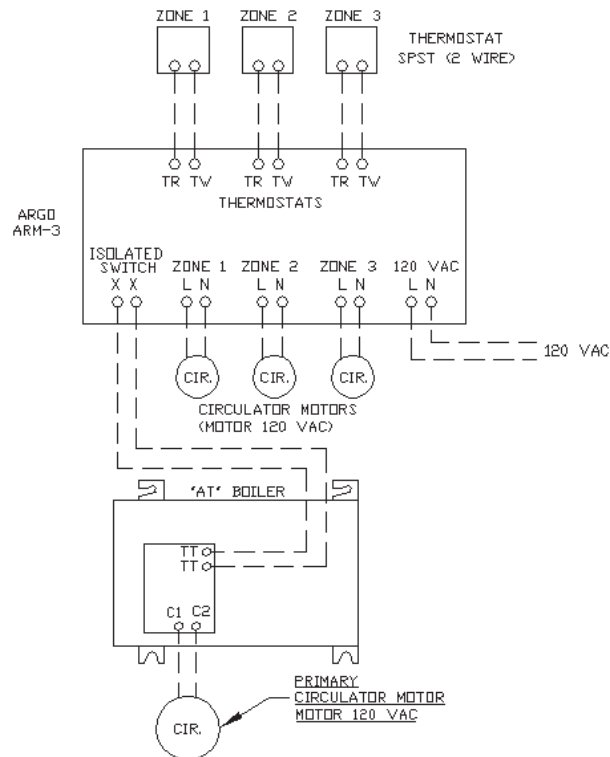 ZONE 1 ZONE 2 ZONE 3
THERMOSTAT
SPST (2 WIRE)
TR TW TR TW TR TW
THERMOSTATS
ARGO
ARM-3
ISOLATED
SWITCH ZONE 1 ZONE 2 ZONE 3 120 VAC
X X L N L N L N L N
120 VAC
CIR. CIR. CIR.
CIRCULATOR MOTORS
(MOTOR 120 VAC)
"AT" BOILER
TT
TT
C1 C2
PRIMARY
CIRCULATOR MOTOR
MOTOR 120 VAC
CIR.